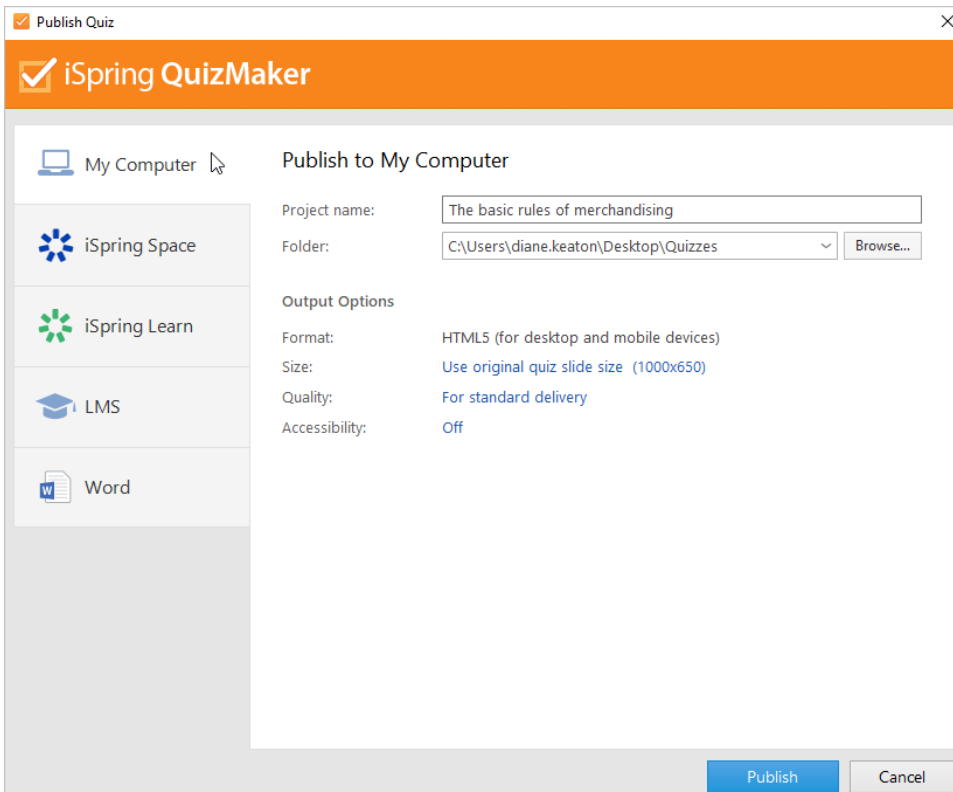 Publish Quiz
iSpring QuizMaker
My Computer
iSpring Space
iSpring Learn
LMS
W
Word
Publish to My Computer
Project name: The basic rules of merchandising
Folder: C:\Users\diane.keaton\Desktop\Quizzes Browse...
Output Options
Format: HTML5 (for desktop and mobile devices)
Size: Use original quiz slide size (1000x650)
Quality: For standard delivery
Accessibility: Off
Publish Cancel